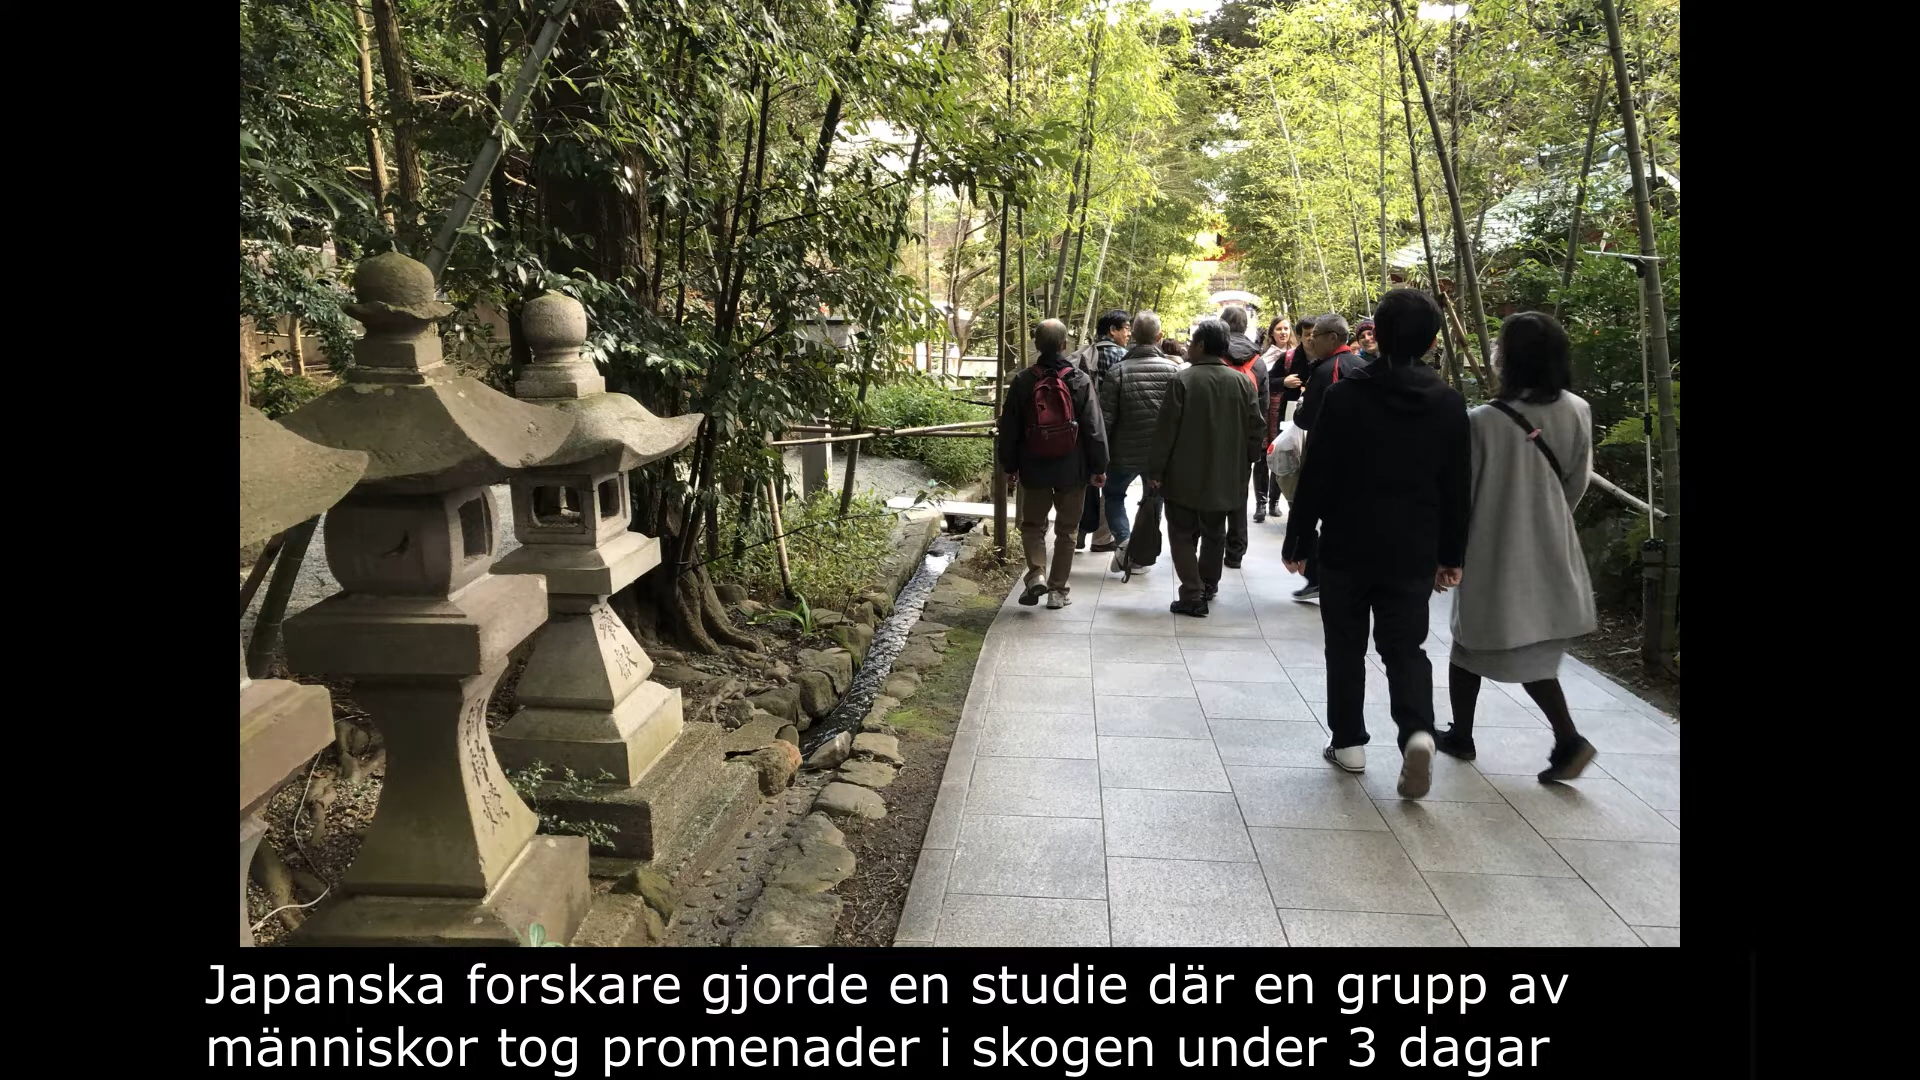 Japanska forskare gjorde en studie där en grupp av
människor tog promenader i skogen under 3 dagar